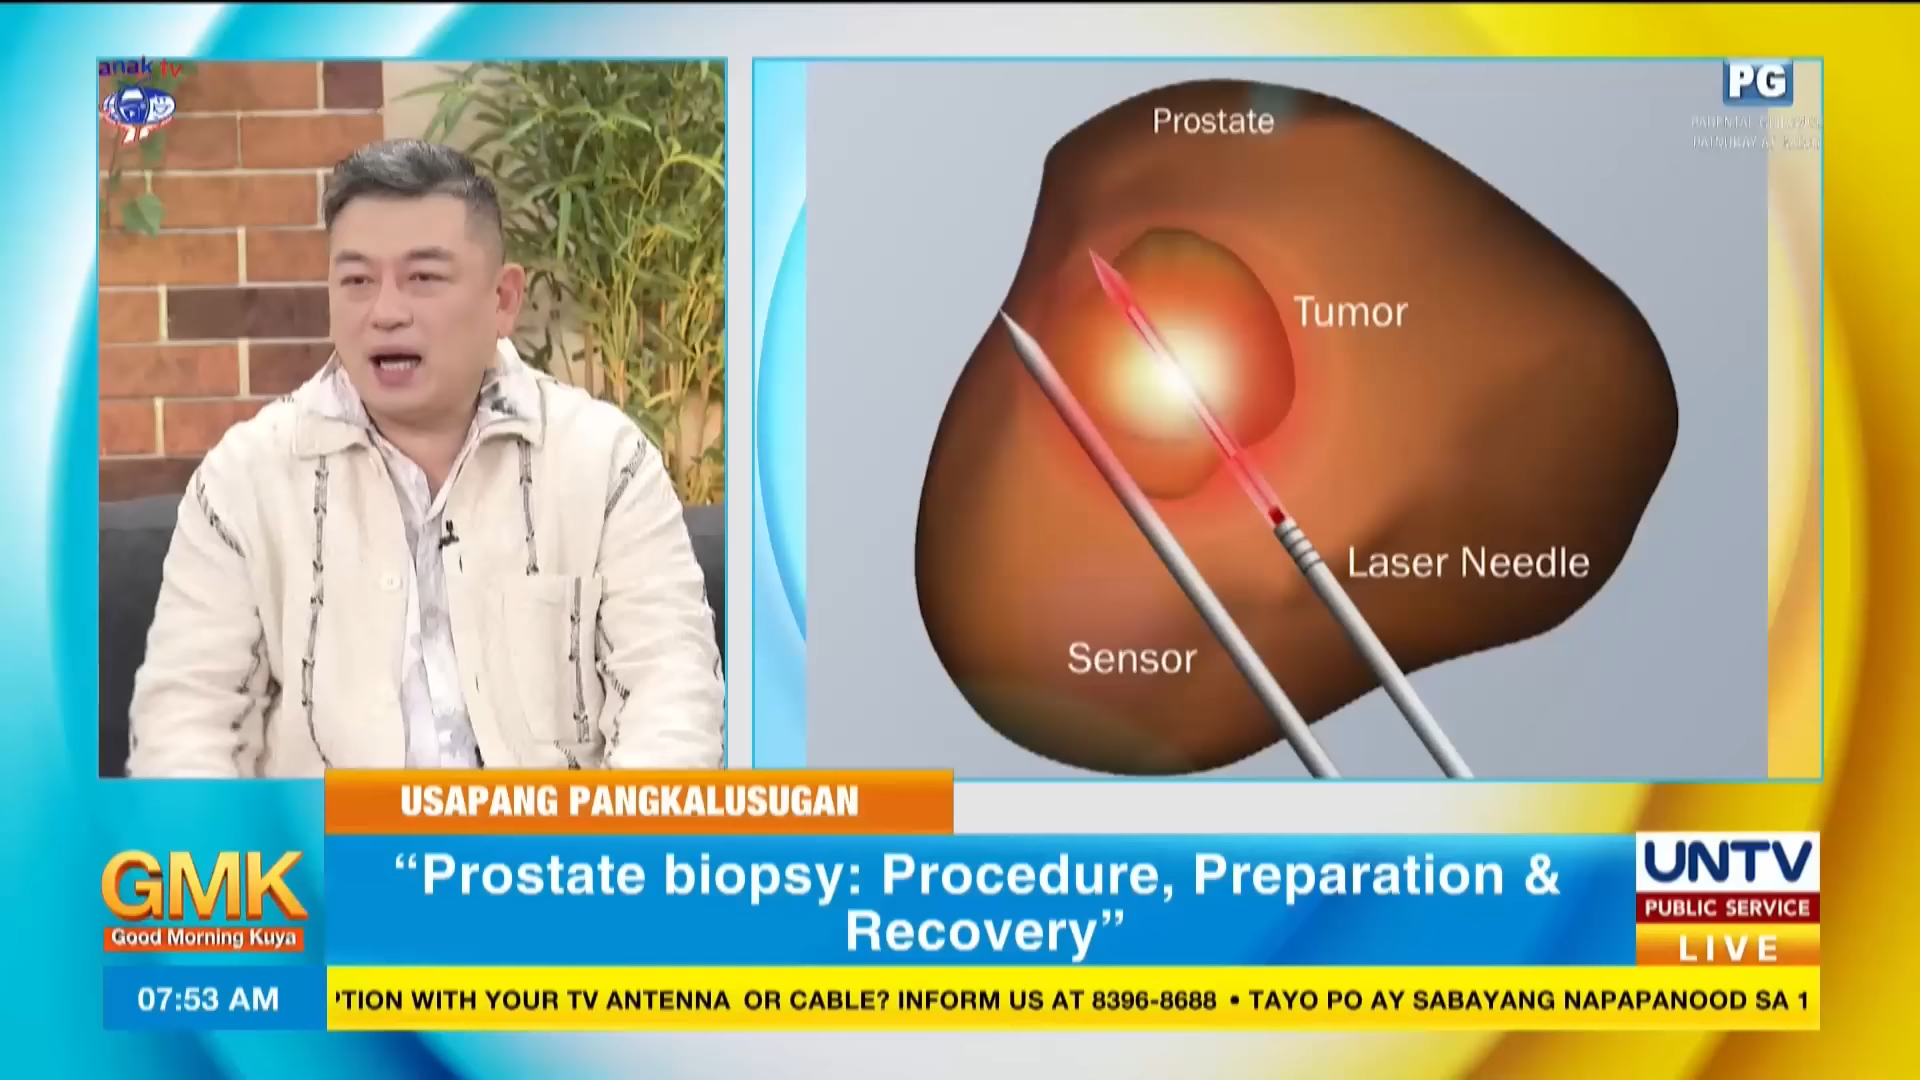 anak tv
PG
Prostate
Tumor
Laser Needle
Sensor
USAPANG PANGKALUSUGAN
“Prostate biopsy: Procedure, Preparation &
Recovery”
GMK
Good Morning Kuya
UNTV
PUBLIC SERVICE
LIVE
07:53 AM
TION WITH YOUR TV ANTENNA OR CABLE? INFORM US AT 8396-8688 • TAYO PO AY SABAYANG NAPAPANOOD SA 1